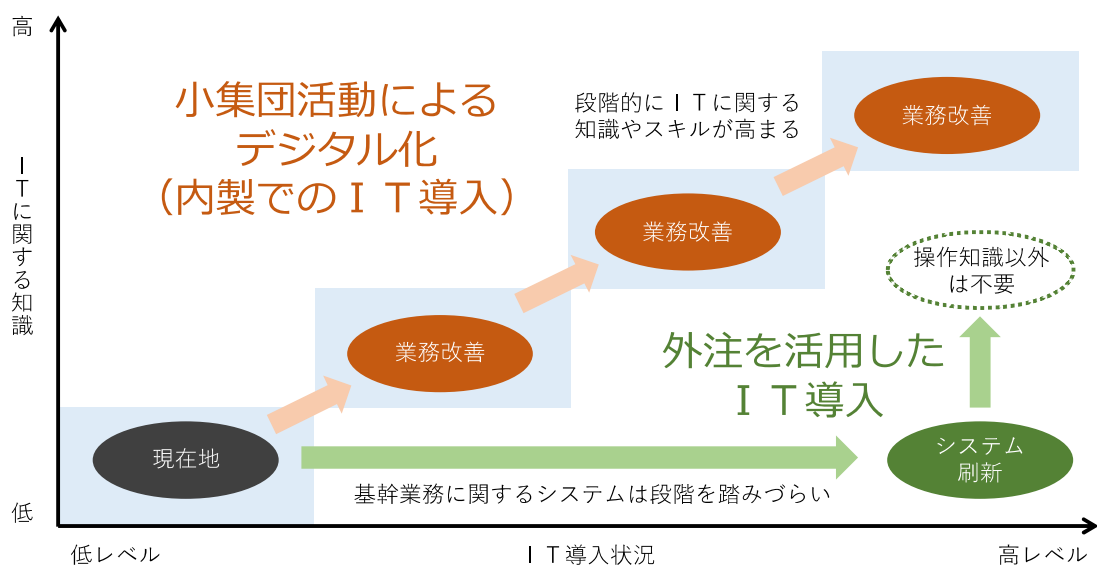 高
小集団活動による
デジタル化
（内製でのＩＴ導入）
段階的にＩＴに関する
知識やスキルが高まる
業務改善
業務改善
業務改善
現在地
ＩＴに関する知識
操作知識以外
は不要
外注を活用した
ＩＴ導入
システム
刷新
基幹業務に関するシステムは段階を踏みづらい
低
低レベル
ＩＴ導入状況
高レベル